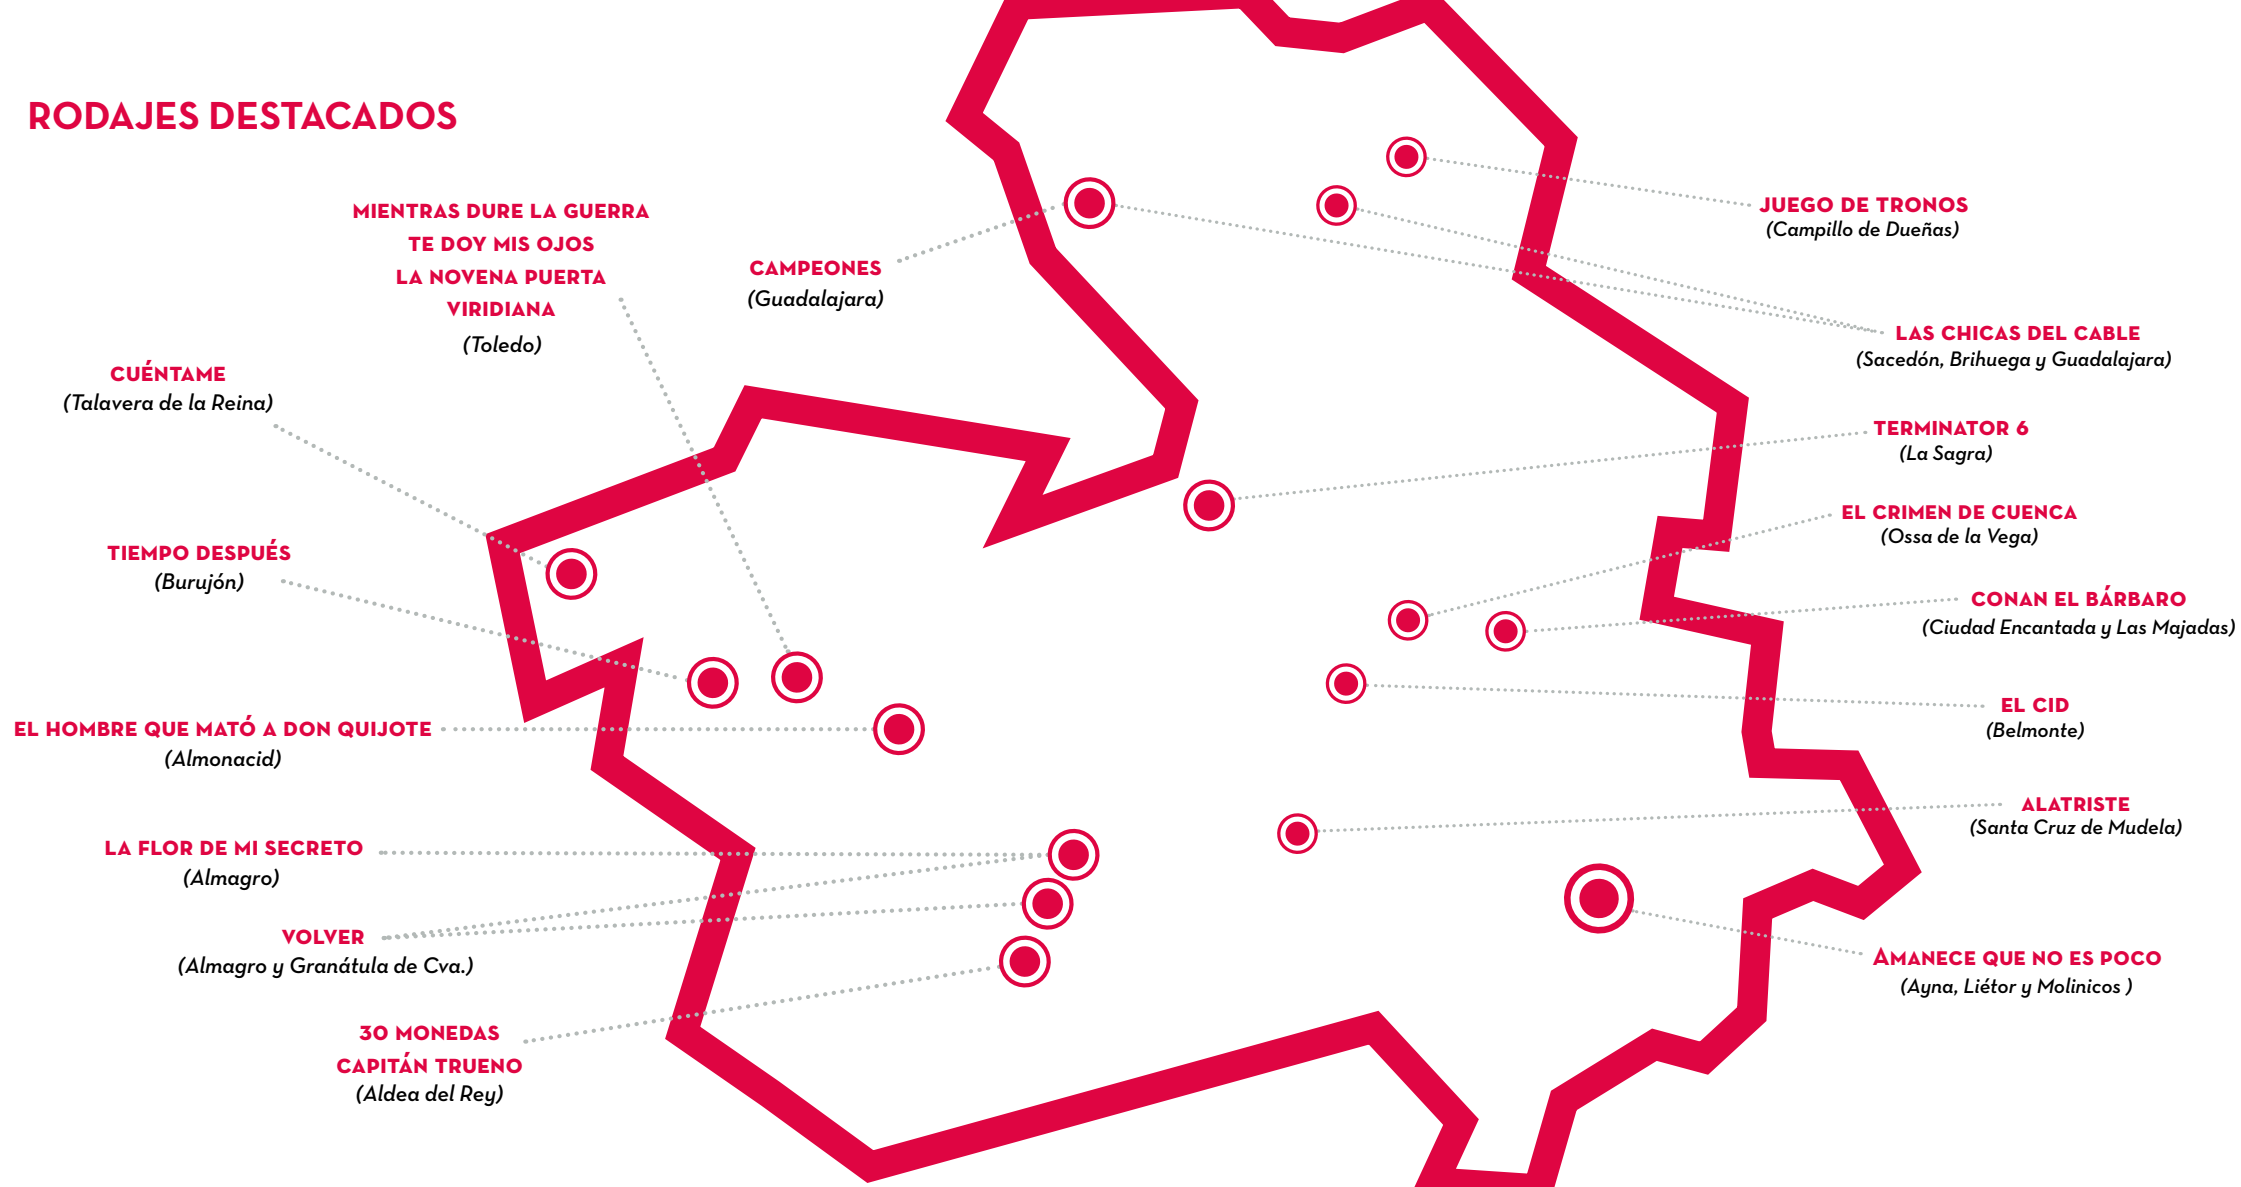 RODAJES DESTACADOS
MIENTRAS DURE LA GUERRA
TE DOY MIS OJOS
LA NOVENA PUERTA
VIRIDIANA
(Toledo)
CAMPEONES
(Guadalajara)
CUÉNTAME
(Talavera de la Reina)
TIEMPO DESPUÉS
(Burujón)
EL HOMBRE QUE MATÓ A DON QUIJOTE
(Almonacid)
LA FLOR DE MI SECRETO
(Almagro)
VOLVER
(Almagro y Granátula de Cva.)
30 MONEDAS
CAPITÁN TRUENO
(Aldea del Rey)
JUEGO DE TRONOS
(Campillo de Dueñas)
LAS CHICAS DEL CABLE
(Sacedón, Brihuega y Guadalajara)
TERMINATOR 6
(La Sagra)
EL CRIMEN DE CUENCA
(Ossa de la Vega)
CONAN EL BÁRBARO
(Ciudad Encantada y Las Majadas)
EL CID
(Belmonte)
ALATRISTE
(Santa Cruz de Mudela)
AMANECE QUE NO ES POCO
(Ayna, Liétor y Molinicos )